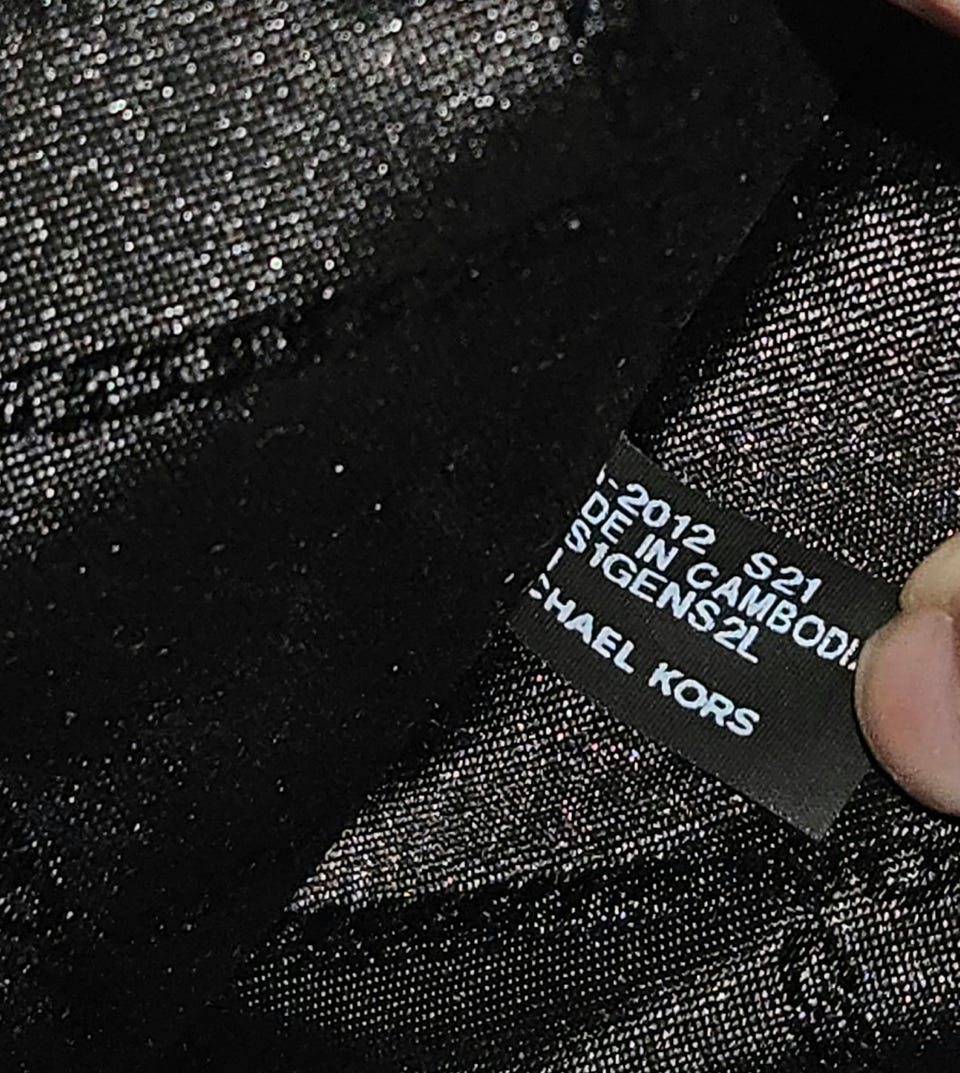 -2012 S21
DE IN CAMBODI
S1GENS2L
CHAEL KORS